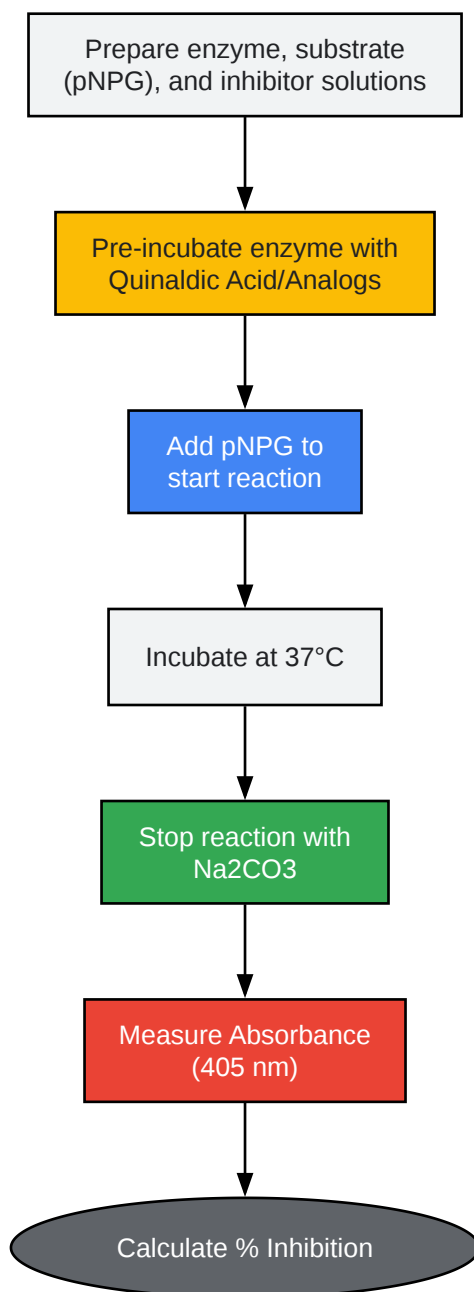 Prepare enzyme, substrate
(pNPG), and inhibitor solutions
Pre-incubate enzyme with
Quinaldic Acid/Analogs
Add pNPG to
start reaction
Incubate at 37°C
Stop reaction with
Na2CO3
Measure Absorbance
(405 nm)
Calculate % Inhibition